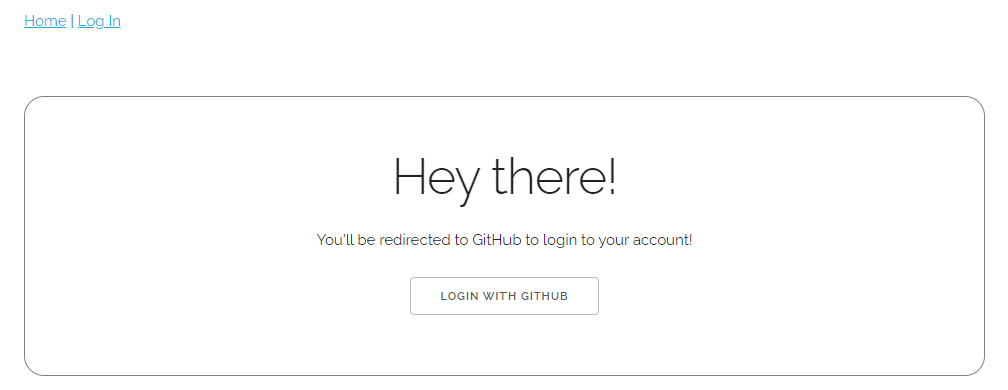 Home | Log In
Hey there!
You'll be redirected to GitHub to login to your account!
LOGIN WITH GITHUB